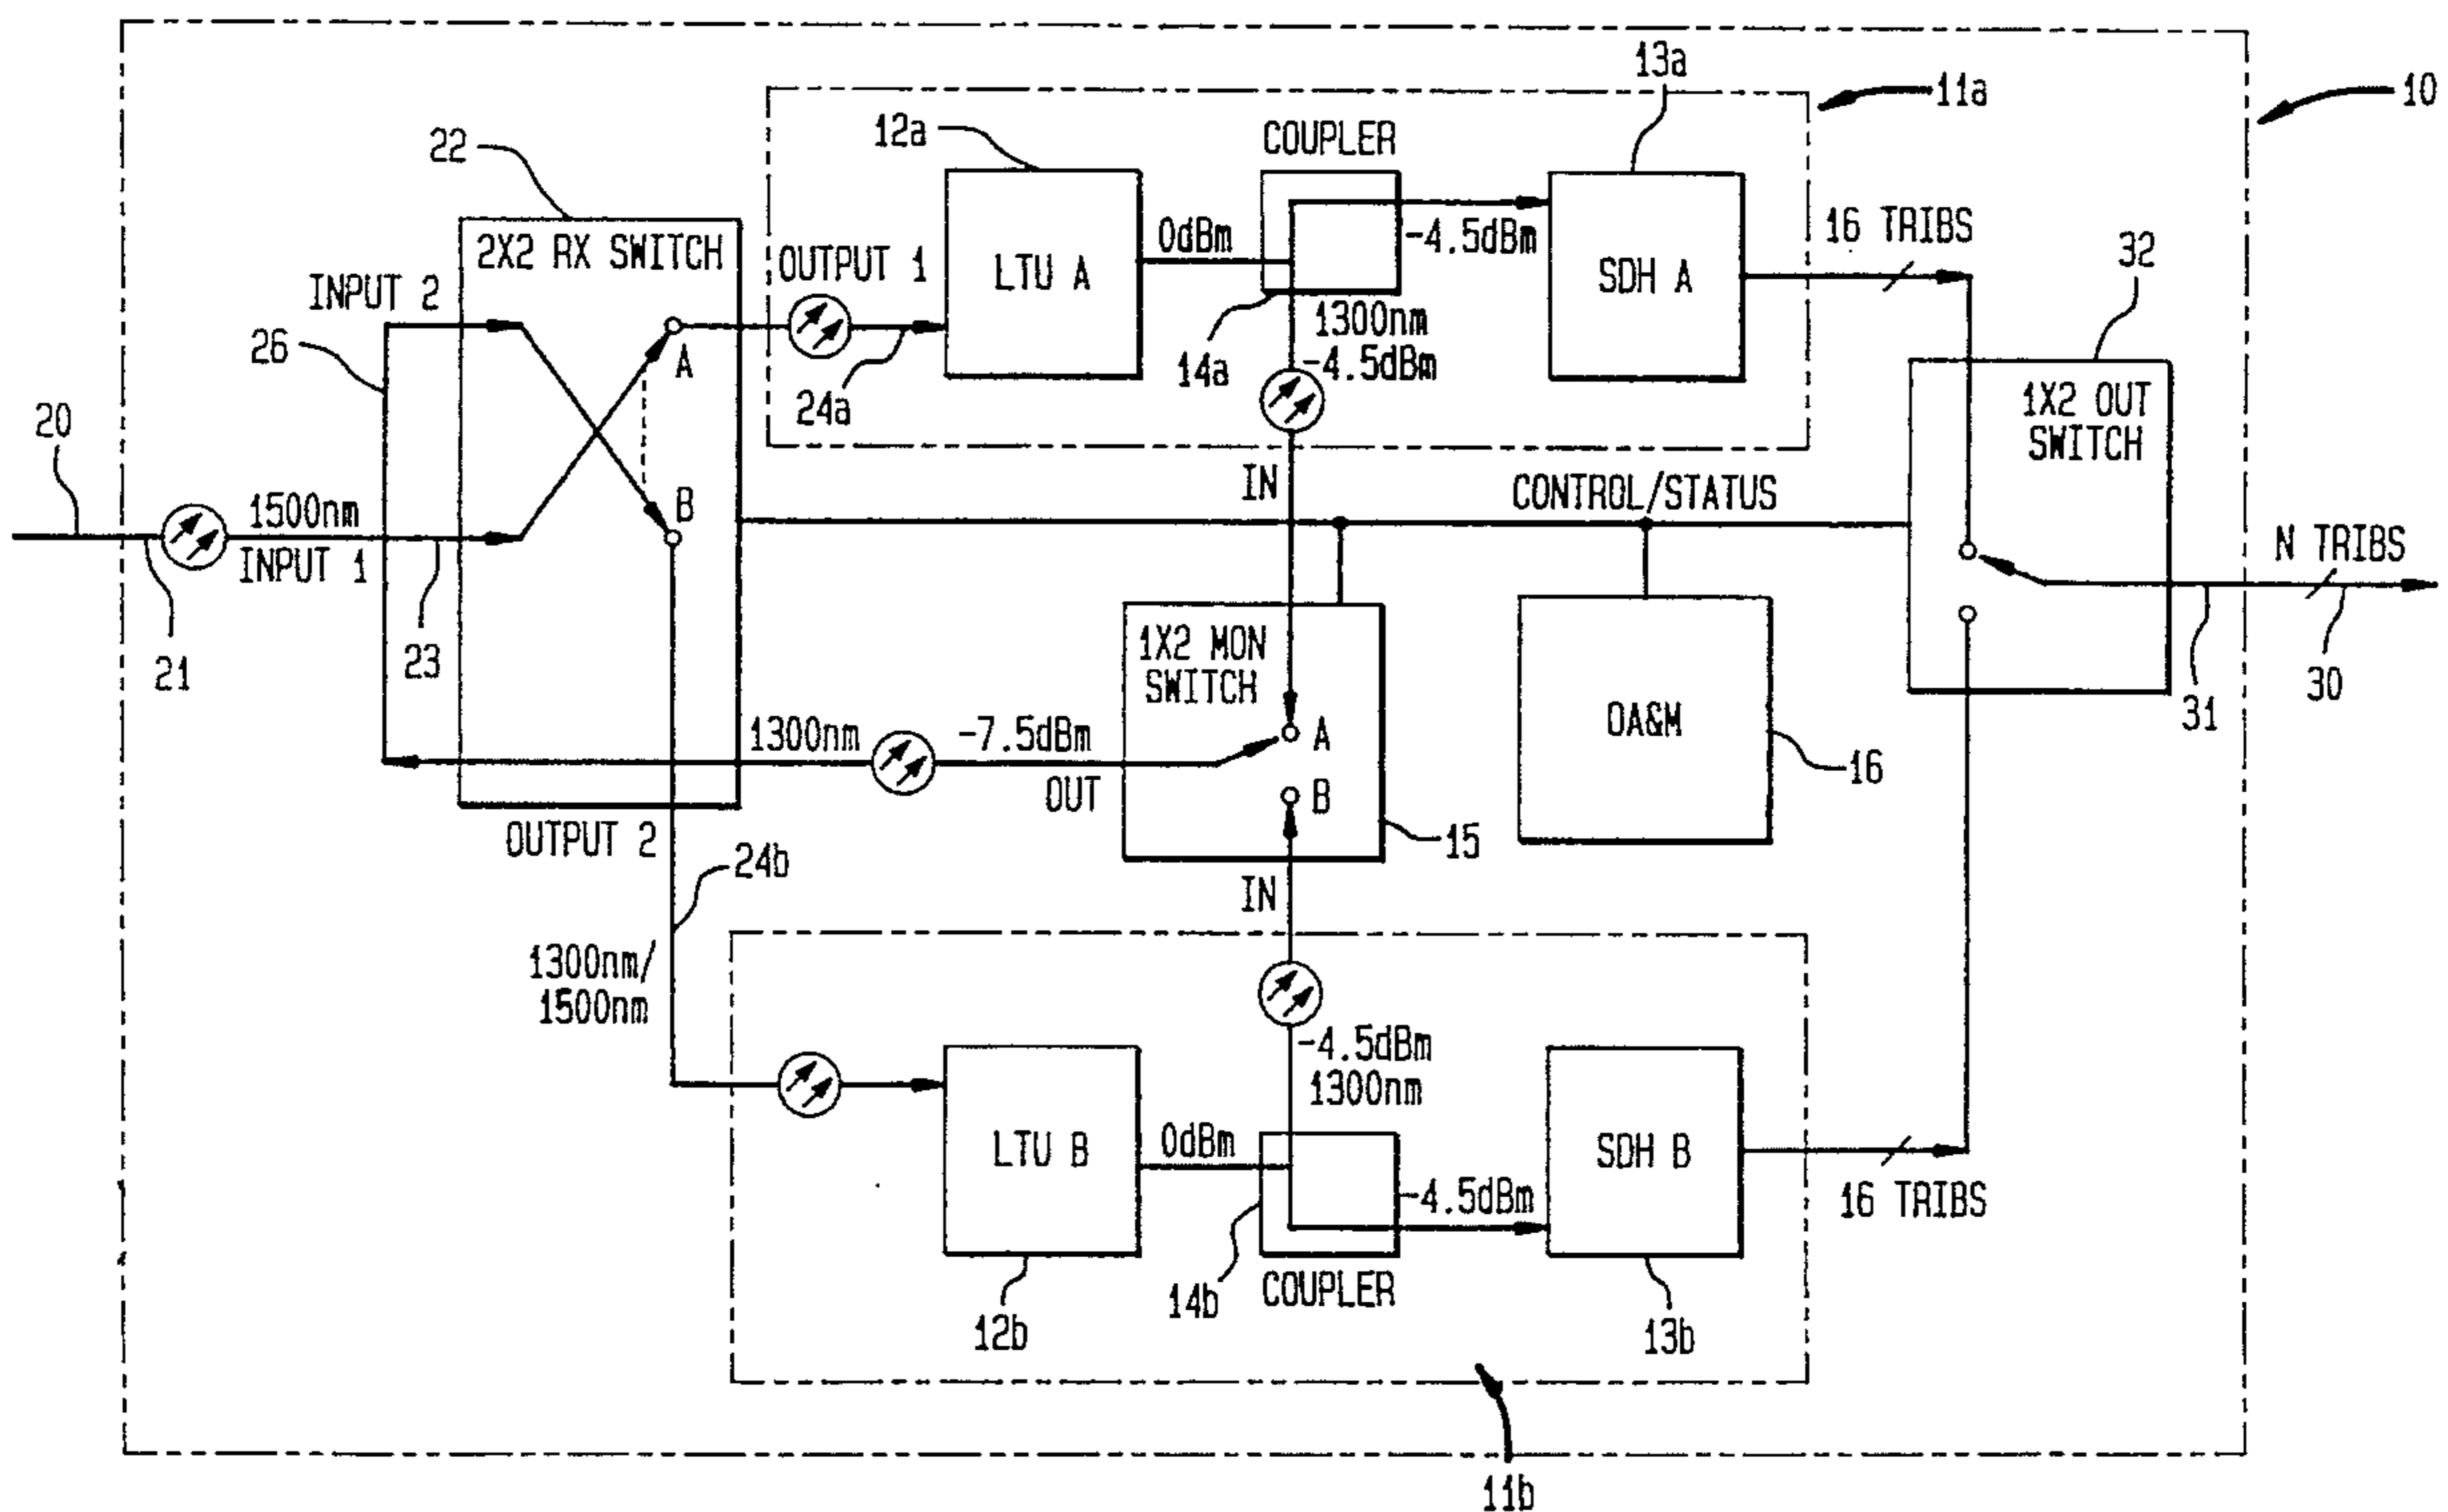 13a
11a
10
12a
COUPLER
22
2X2 RX SWITCH
OUTPUT 1
LTU A
0dBm
-4.5dBm
SDH A
16 TRIBS
32
INPUT 2
26
A
24a
14a
1300nm
-4.5dBm
1X2 OUT
SWITCH
20
1500nm
INPUT 1
B
IN
CONTROL/STATUS
N TRIBS
21
23
1X2 MON
SWITCH
31
30
1300nm
-7.5dBm
OUT
A
B
OA&M
16
OUTPUT 2
24b
15
IN
1300nm/
1500nm
-4.5dBm
1300nm
LTU B
0dBm
-4.5dBm
SDH B
16 TRIBS
12b
14b
COUPLER
13b
11b